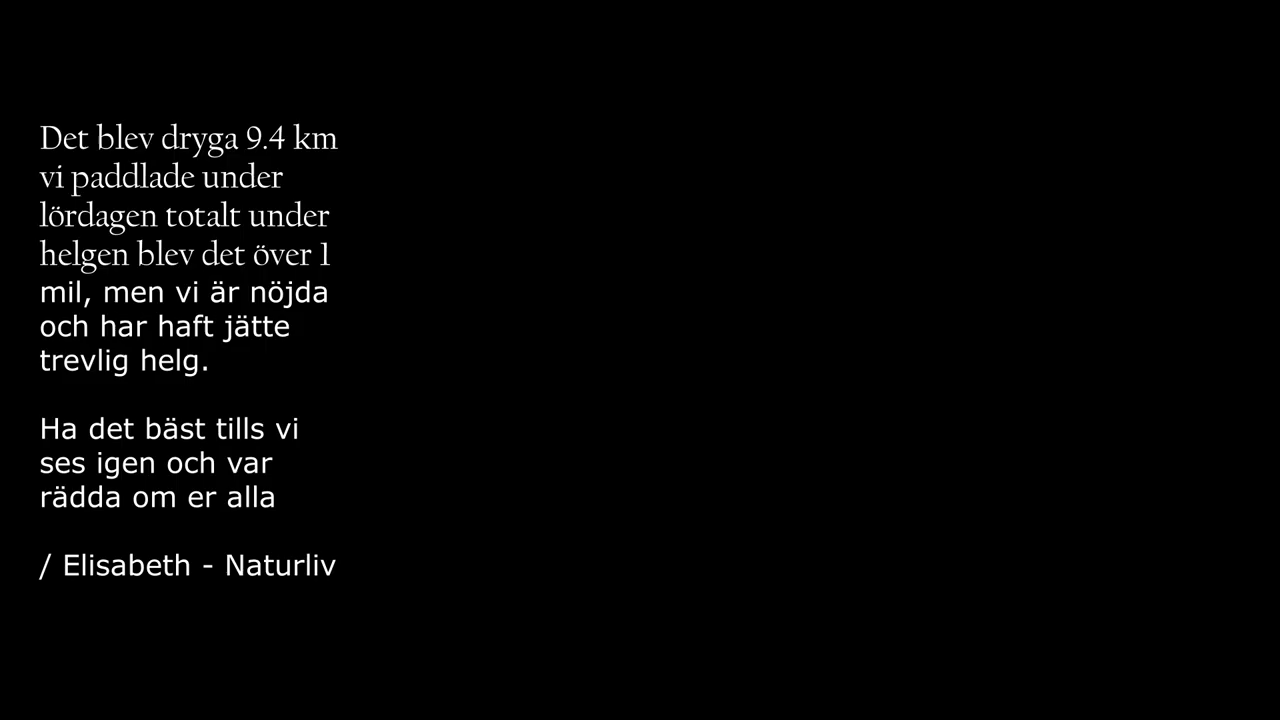 Det blev dryga 9.4 km
vi paddlade under
lördagen totalt under
helgen blev det över 1
mil, men vi är nöjda
och har haft jätte
trevlig helg.
Ha det bäst tills vi
ses igen och var
rädda om er alla
/ Elisabeth - Naturliv